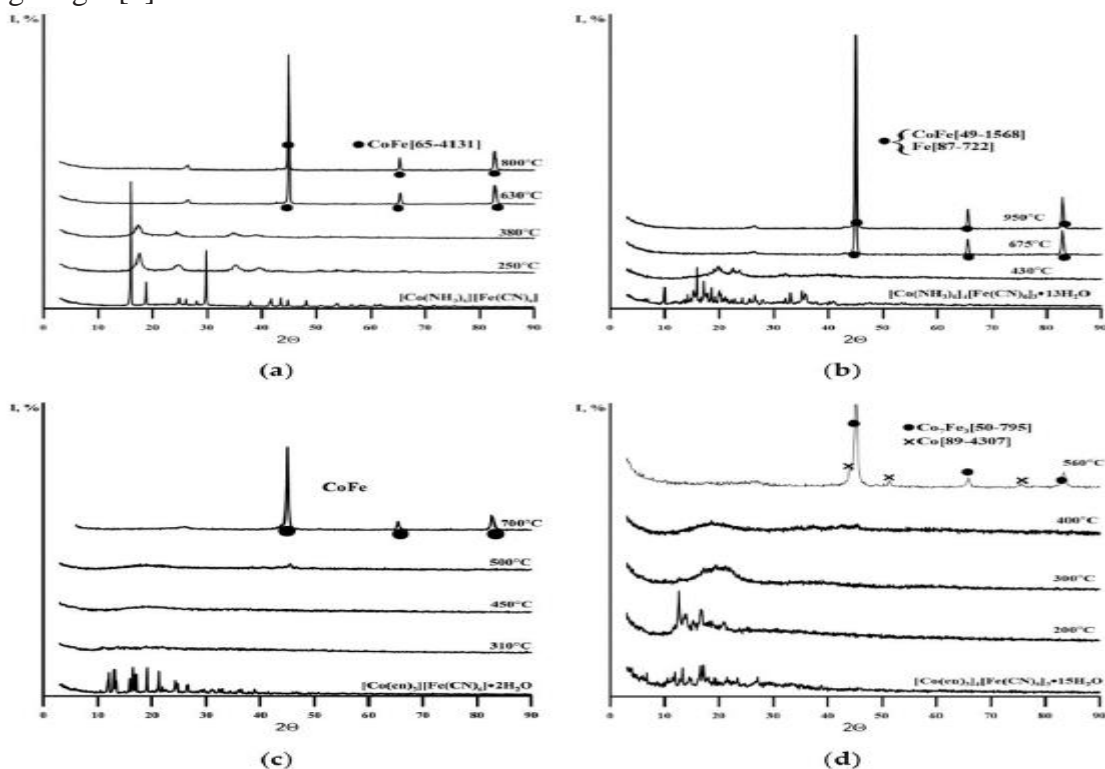 I, %
CoFe[65-4131]
800°C
630°C
380°C
250°C
[Co(NH₃)₆][Fe(CN)₆]
0 10 20 30 40 50 60 70 80 90
2Θ
(a)
I, %
CoFe[49-1568]
Fe[87-722]
950°C
675°C
430°C
[Co(NH₃)₆]₄[Fe(CN)₆]₃•13H₂O
0 10 20 30 40 50 60 70 80 90
2Θ
(b)
I, %
CoFe
700°C
500°C
450°C
310°C
[Co(en)₃][Fe(CN)₆]•2H₂O
0 10 20 30 40 50 60 70 80 90
2Θ
(c)
I, %
Co₇Fe₃[50-795]
Co[89-4307]
560°C
400°C
300°C
200°C
[Co(en)₃]₄[Fe(CN)₆]₃•15H₂O
0 10 20 30 40 50 60 70 80 90
2Θ
(d)